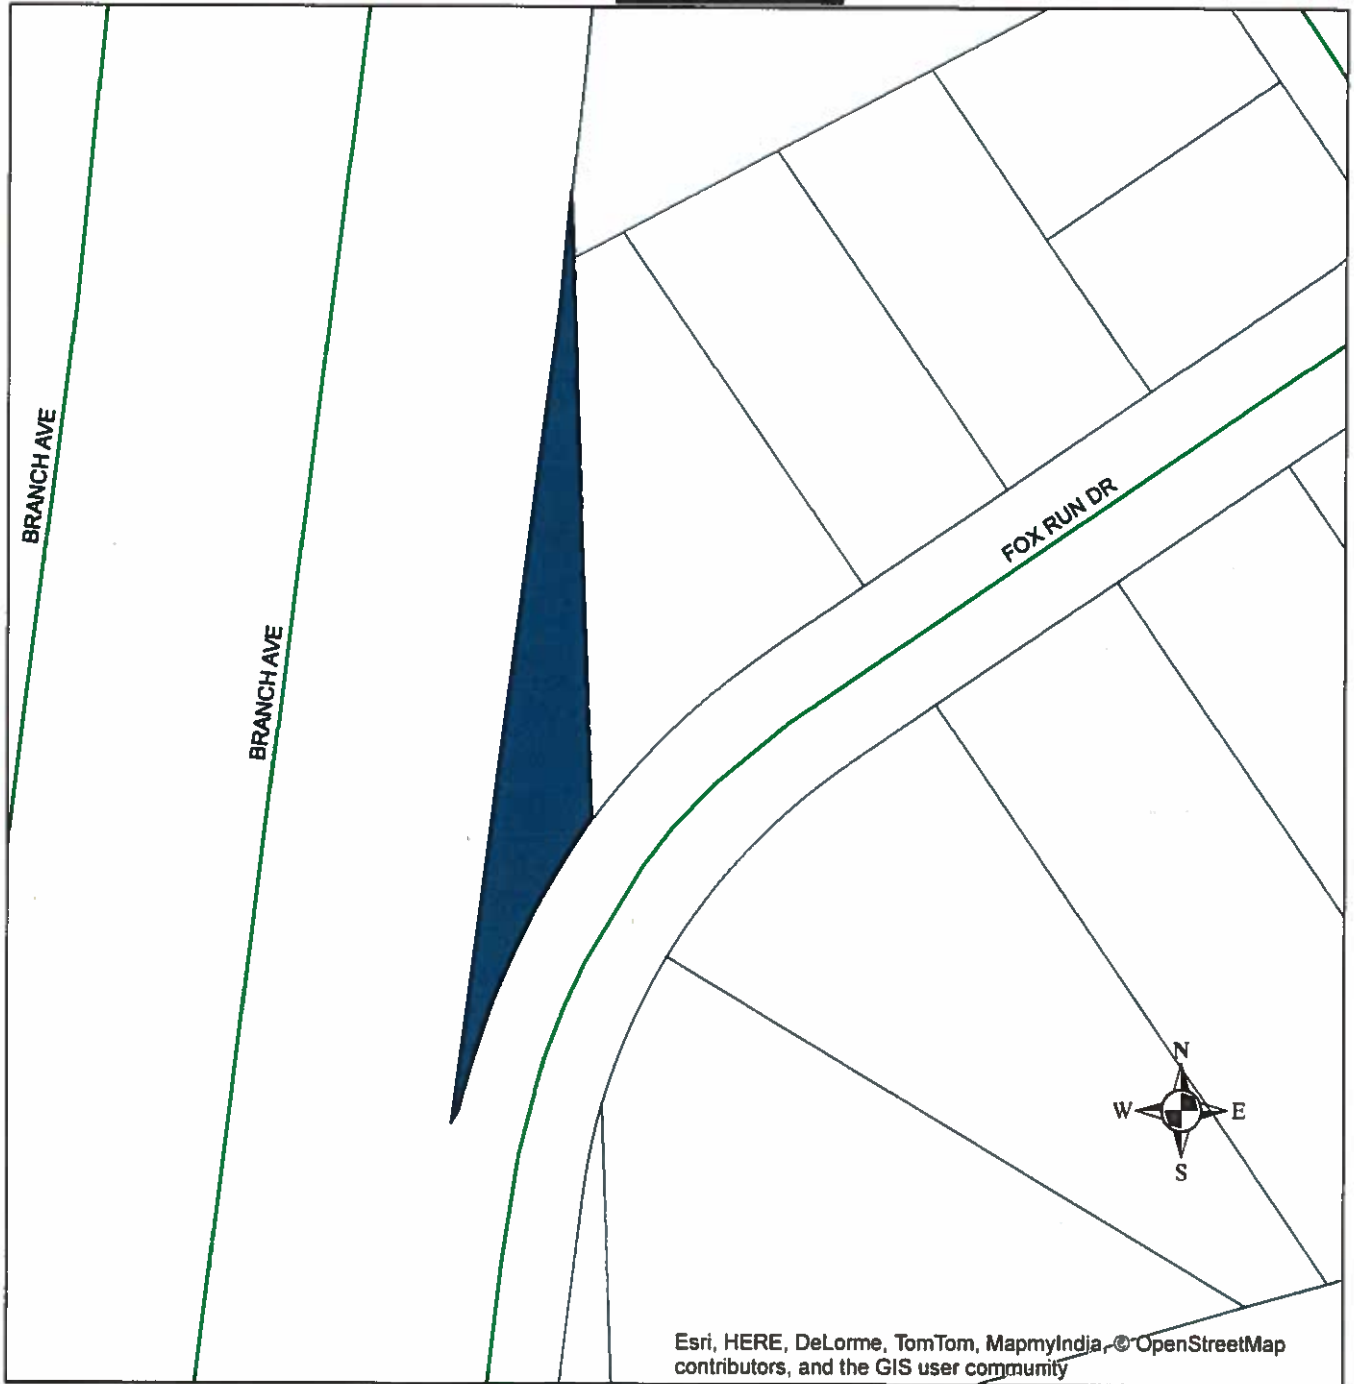 BRANCH AVE
BRANCH AVE
FOX RUN DR
N
W E
S
Esri, HERE, DeLorme, TomTom, MapmyIndia, © OpenStreetMap
contributors, and the GIS user community